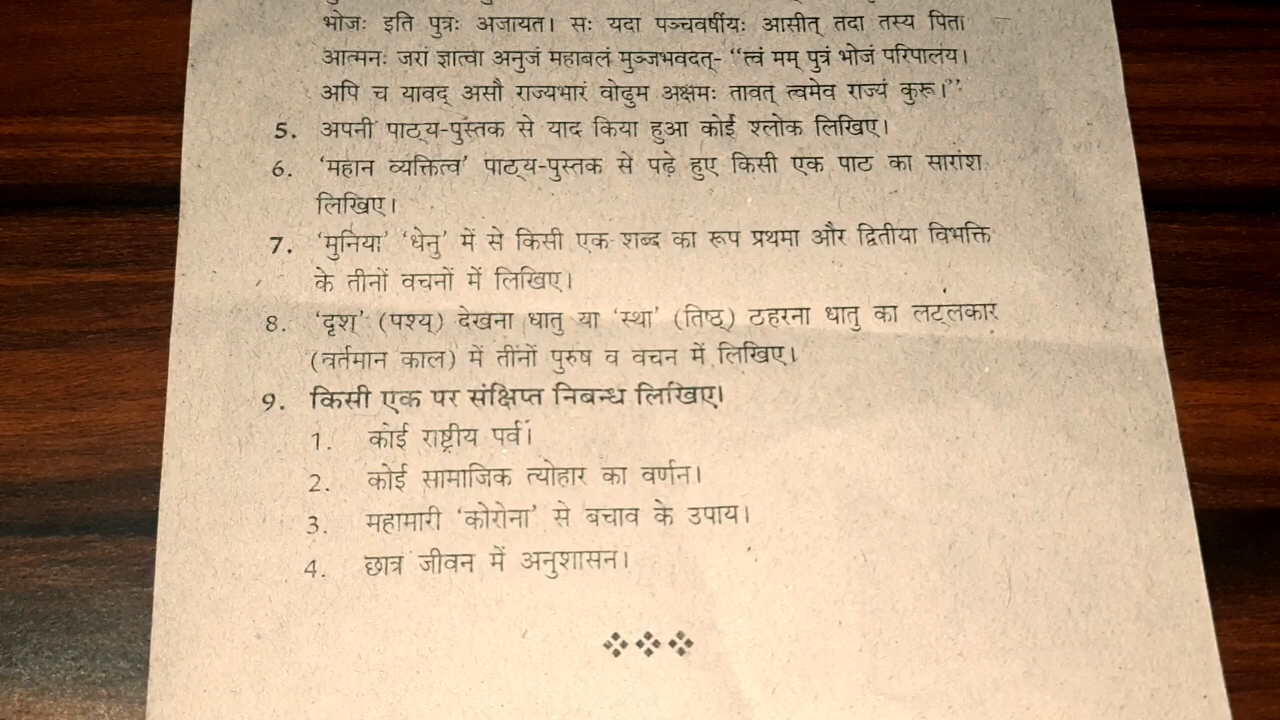 भोजः इति पुत्रः अजायत। सः यदा पञ्चवर्षीयः आसीत् तदा तस्य पिता
आत्मनः जरां ज्ञात्वा अनुजं महाबलं मुञ्जभवदत्- “त्वं मम् पुत्रं भोजं परिपालय।
अपि च यावद् असौ राज्यभारं वोढुम अक्षमः तावत् त्वमेव राज्यं कुरू।”
5. अपनी पाठ्य-पुस्तक से याद किया हुआ कोई श्लोक लिखिए।
6. ‘महान व्यक्तित्व’ पाठ्य-पुस्तक से पढ़े हुए किसी एक पाठ का सारांश
लिखिए।
7. ‘मुनिया’ ‘धेनु’ में से किसी एक शब्द का रूप प्रथमा और द्वितीया विभक्ति
के तीनों वचनों में लिखिए।
8. ‘दृश्’ (पश्य) देखना धातु या ‘स्था’ (तिष्ठ्) ठहरना धातु का लट्लकार
(वर्तमान काल) में तीनों पुरुष व वचन में लिखिए।
9. किसी एक पर संक्षिप्त निबन्ध लिखिए।
1. कोई राष्ट्रीय पर्व।
2. कोई सामाजिक त्योहार का वर्णन।
3. महामारी ‘कोरोना’ से बचाव के उपाय।
4. छात्र जीवन में अनुशासन।